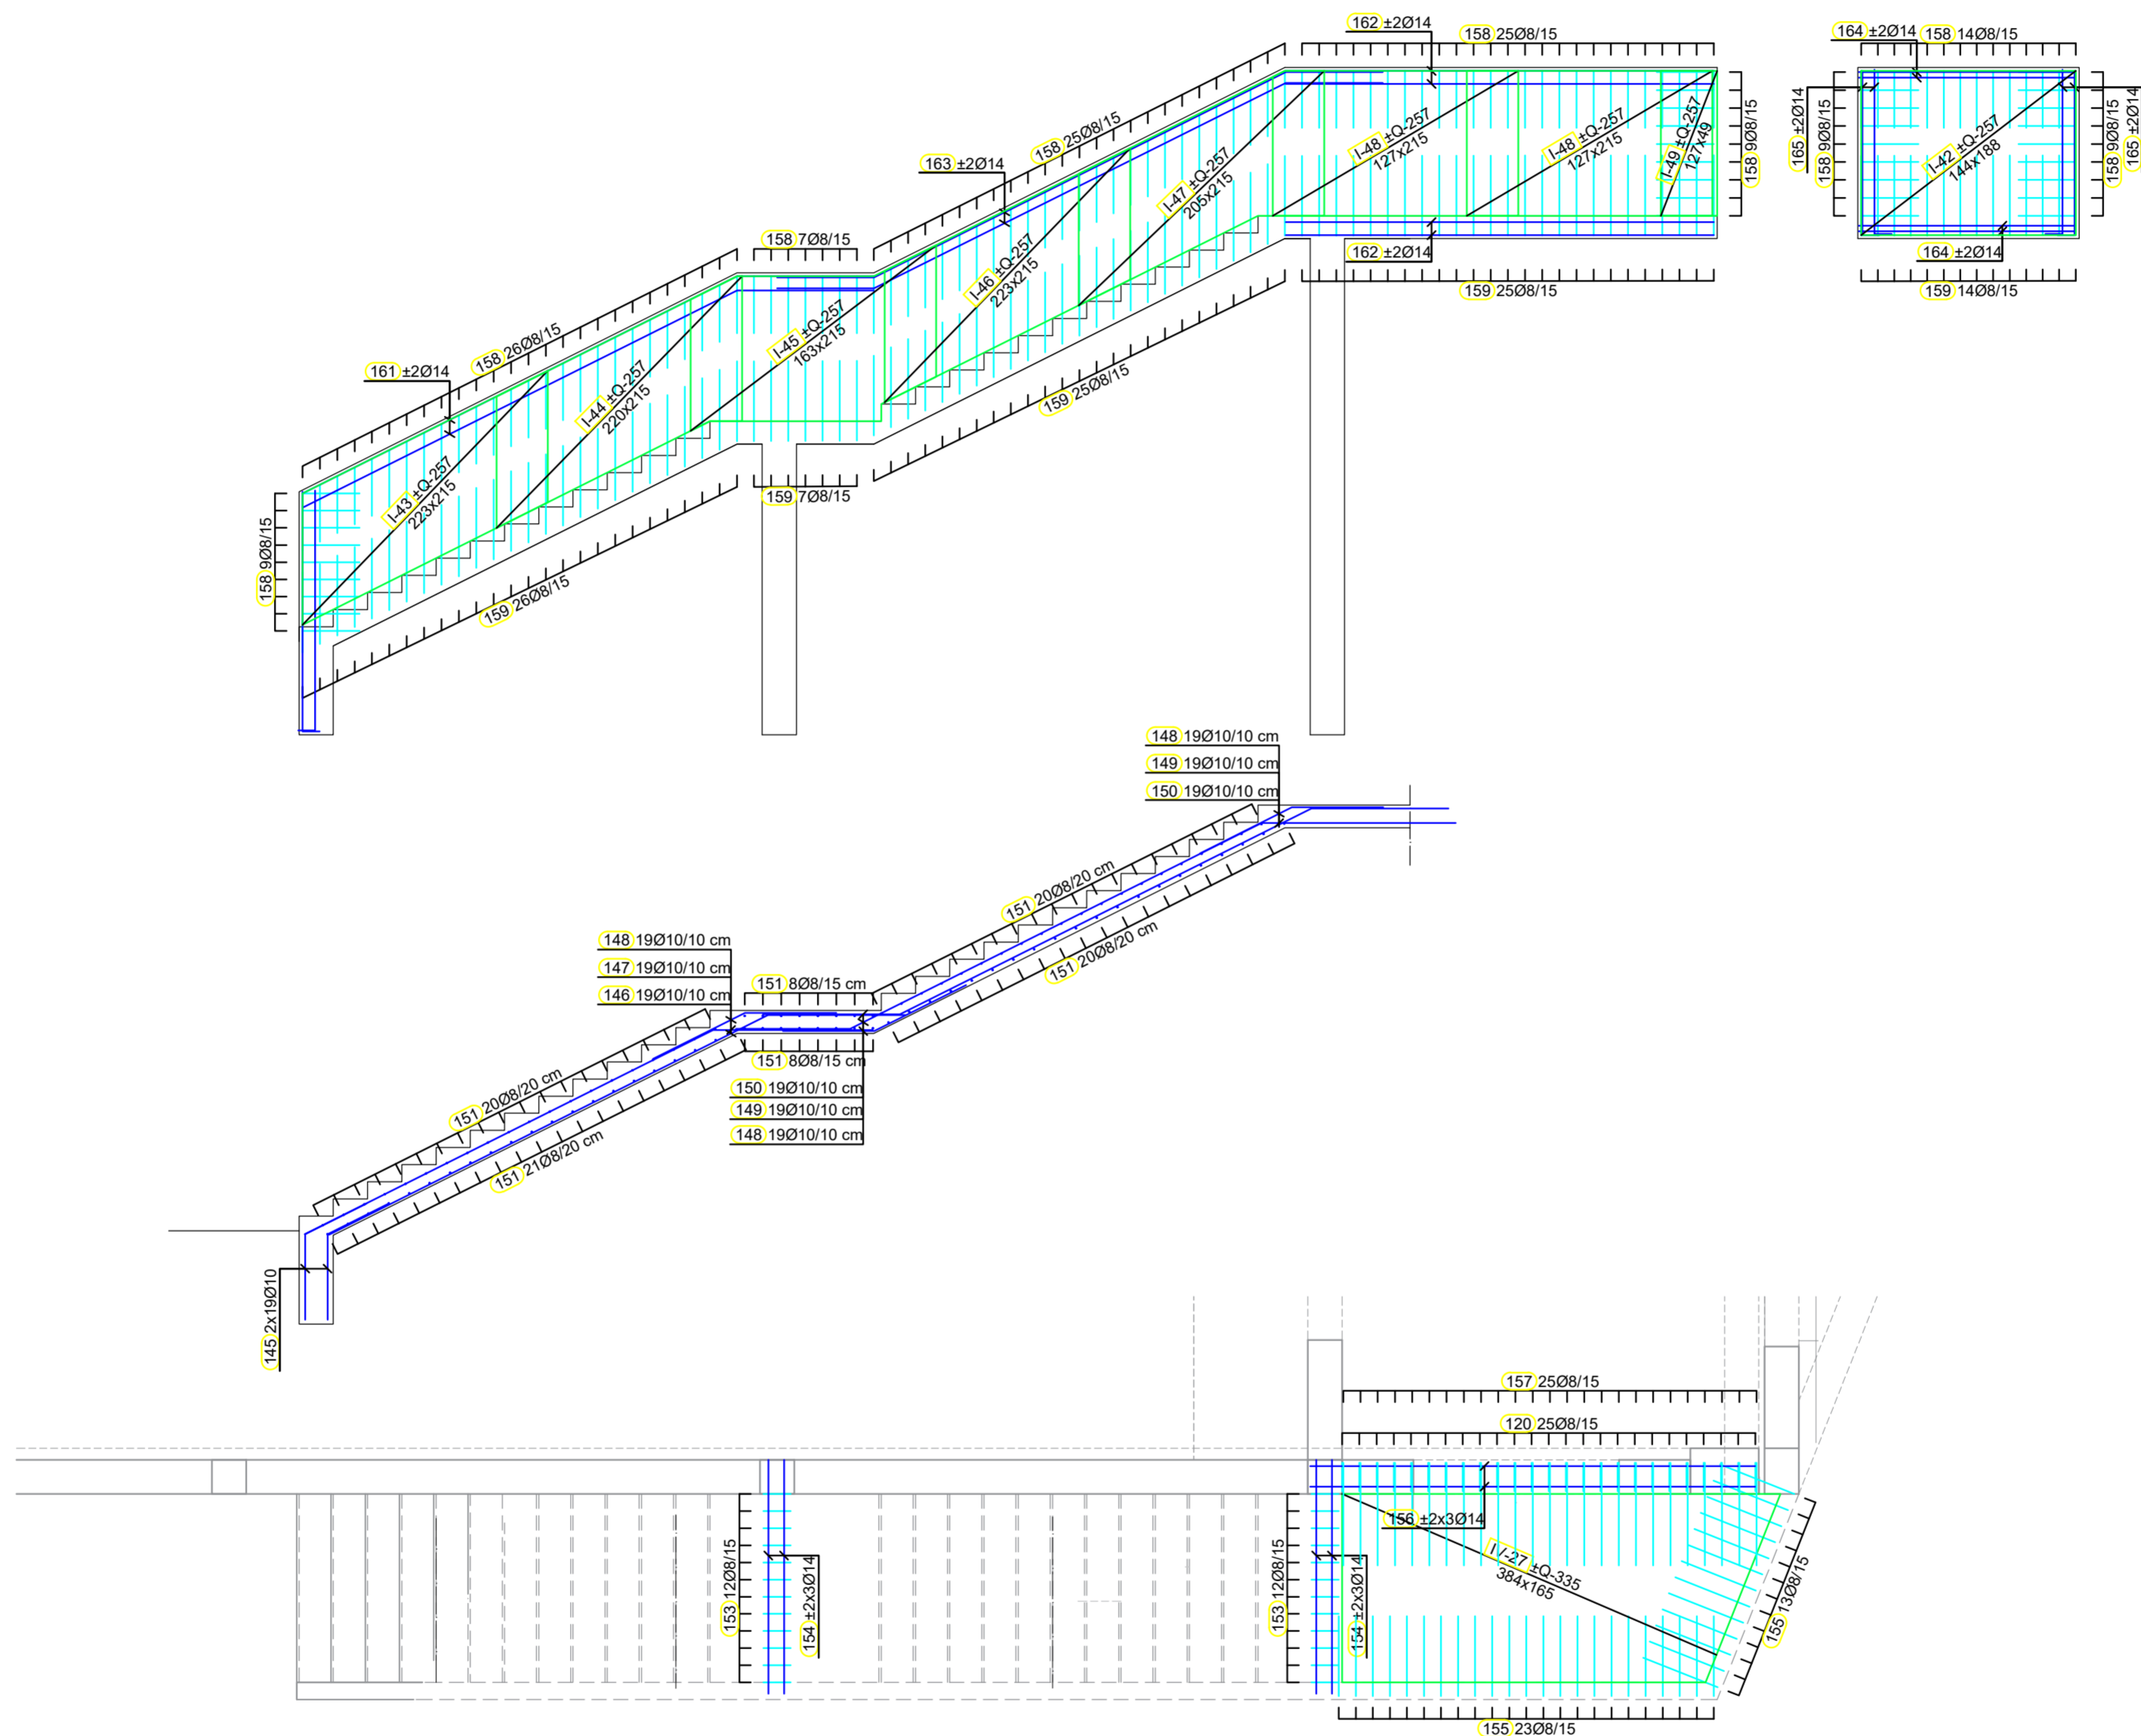 162 ±2Ø14
158 25Ø8/15
164 ±2Ø14
158 14Ø8/15
158 25Ø8/15
163 ±2Ø14
I-47 ±Q-257
205x215
I-48 ±Q-257
127x215
I-48 ±Q-257
127x215
I-49 ±Q-257
127x49
158 9Ø8/15
165 ±2Ø14
158 9Ø8/15
I-42 ±Q-257
144x188
158 9Ø8/15
165 ±2Ø14
158 7Ø8/15
I-46 ±Q-257
223x215
162 ±2Ø14
164 ±2Ø14
159 25Ø8/15
159 14Ø8/15
158 26Ø8/15
I-45 ±Q-257
163x215
161 ±2Ø14
I-44 ±Q-257
220x215
159 25Ø8/15
I-43 ±Q-257
223x215
159 7Ø8/15
158 9Ø8/15
159 26Ø8/15
148 19Ø10/10 cm
149 19Ø10/10 cm
150 19Ø10/10 cm
151 20Ø8/20 cm
151 20Ø8/20 cm
148 19Ø10/10 cm
147 19Ø10/10 cm
146 19Ø10/10 cm
151 8Ø8/15 cm
151 8Ø8/15 cm
150 19Ø10/10 cm
149 19Ø10/10 cm
148 19Ø10/10 cm
151 20Ø8/20 cm
151 21Ø8/20 cm
145 2x19Ø10
157 25Ø8/15
120 25Ø8/15
156 ±2x3Ø14
I /-27 ±Q-335
384x165
153 12Ø8/15
154 ±2x3Ø14
153 12Ø8/15
154 ±2x3Ø14
155 13Ø8/15
155 23Ø8/15